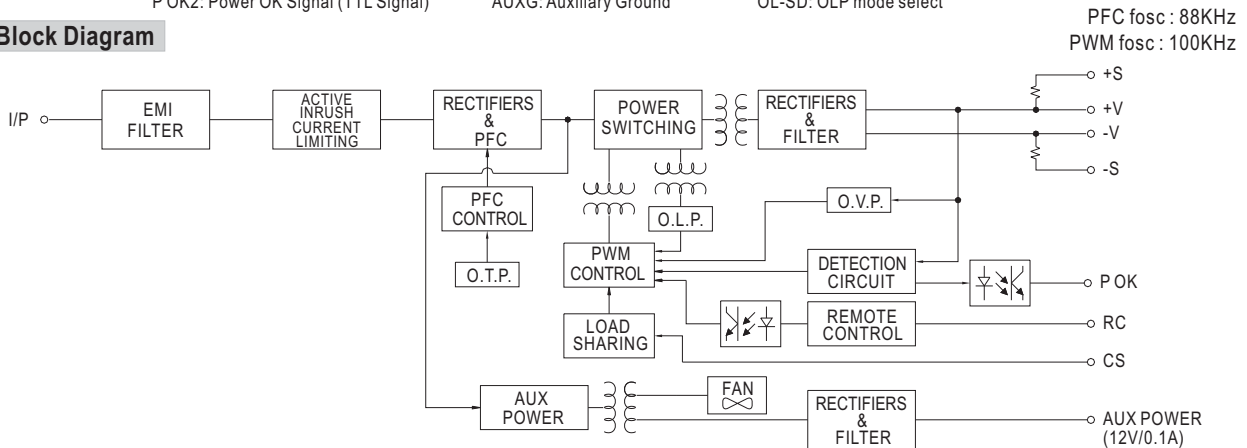 P OK2: Power OK Signal (TTL Signal) AUXG: Auxiliary Ground OL-SD: OLP mode select
PFC fosc : 88KHz
PWM fosc : 100KHz
Block Diagram
I/P
EMI
FILTER
ACTIVE
INRUSH
CURRENT
LIMITING
RECTIFIERS
&
PFC
POWER
SWITCHING
RECTIFIERS
&
FILTER
+S
+V
-V
-S
PFC
CONTROL
O.L.P.
O.V.P.
O.T.P.
PWM
CONTROL
DETECTION
CIRCUIT
P OK
LOAD
SHARING
REMOTE
CONTROL
RC
CS
AUX
POWER
FAN
RECTIFIERS
&
FILTER
AUX POWER
(12V/0.1A)